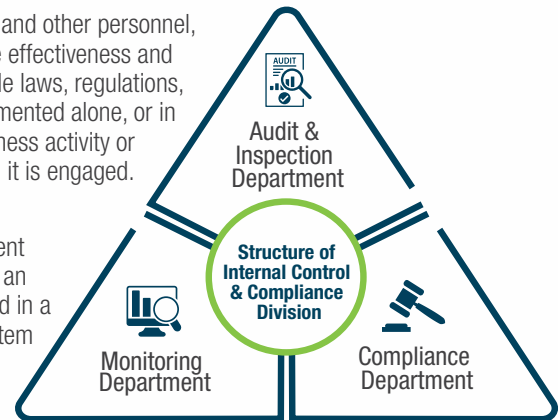 and other personnel,
effectiveness and
laws, regulations,
mented alone, or in
ness activity or
it is engaged.
ent
an
d in a
tem
AUDIT
Audit &
Inspection
Department
Structure of
Internal Control
& Compliance
Division
Monitoring
Department
Compliance
Department